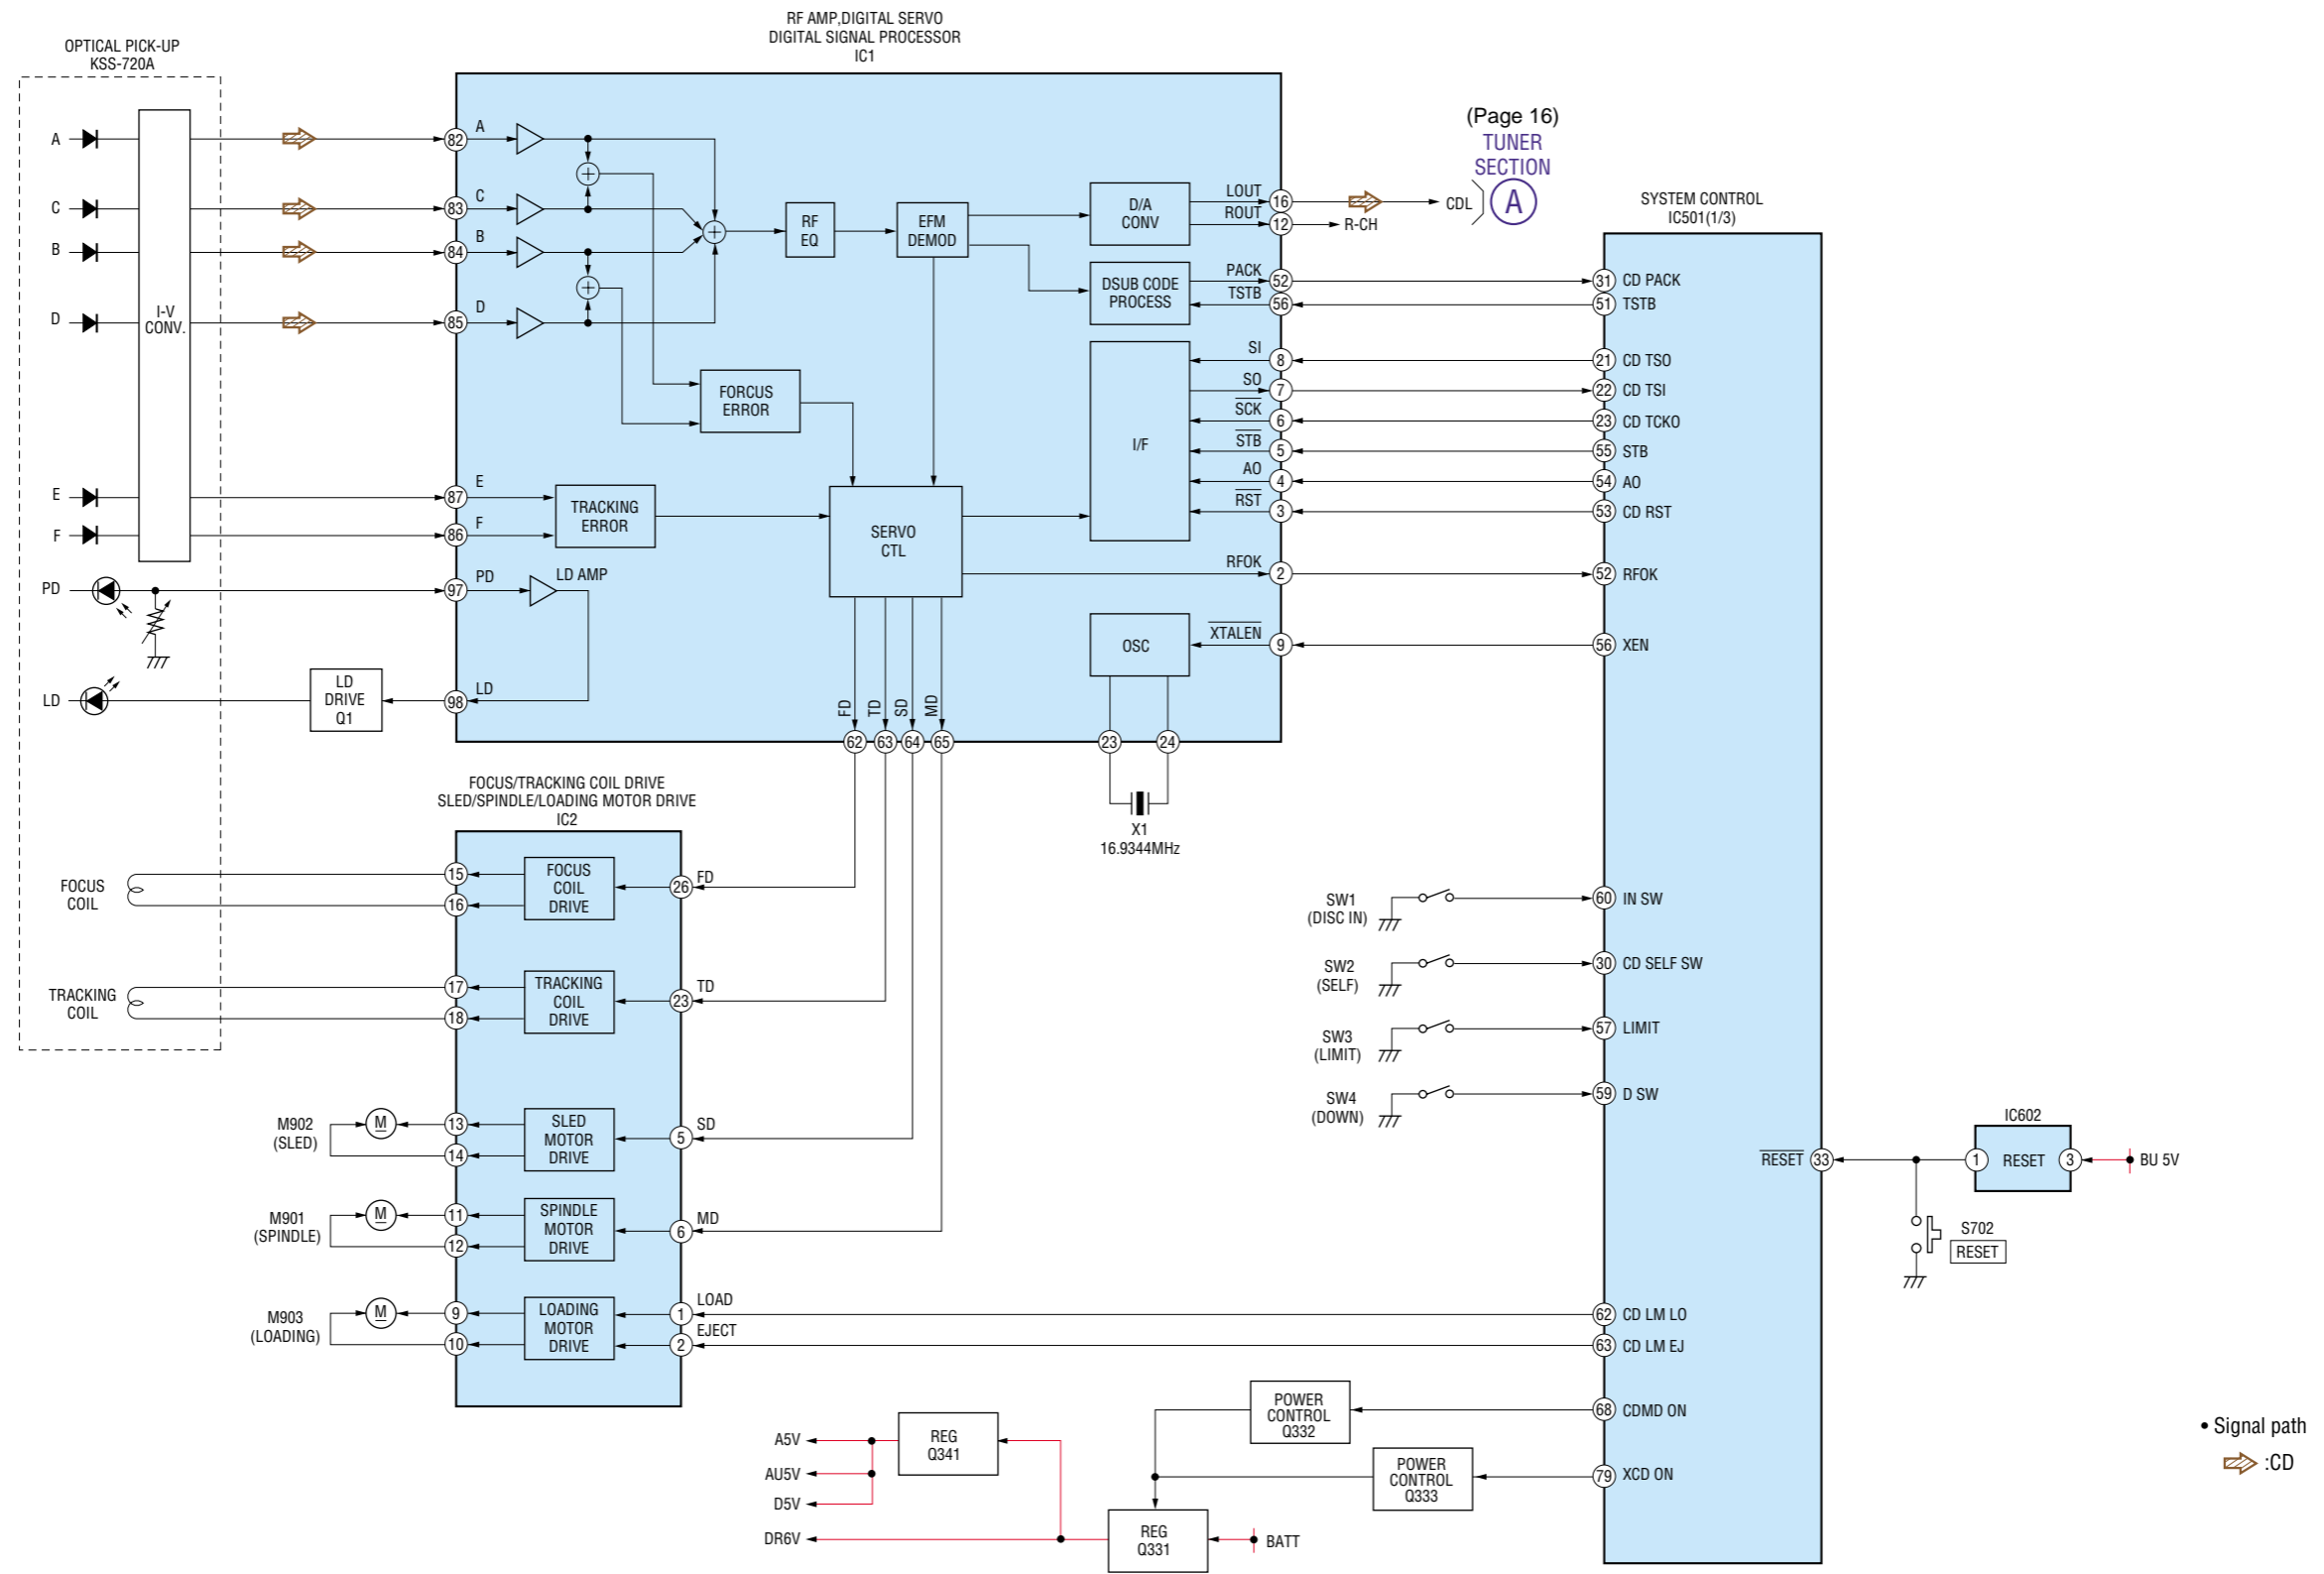 RF AMP,DIGITAL SERVO
DIGITAL SIGNAL PROCESSOR
IC1
OPTICAL PICK-UP
KSS-720A
A
C
B
D
E
F
PD
LD
I-V
CONV.
82
A
83
C
84
B
85
D
87
E
86
F
97
PD
LD AMP
98
LD
LD
DRIVE
Q1
RF
EQ
EFM
DEMOD
D/A
CONV
DSUB CODE
PROCESS
FORCUS
ERROR
TRACKING
ERROR
SERVO
CTL
I/F
OSC
LOUT
16
ROUT
12
CDL
R-CH
(Page 16)
TUNER
SECTION
A
PACK
52
TSTB
56
SI
8
SO
7
SCK
6
STB
5
AO
4
RST
3
RFOK
2
XTALEN
9
FD
TD
SD
MD
62
63
64
65
23
24
X1
16.9344MHz
SYSTEM CONTROL
IC501(1/3)
31 CD PACK
51 TSTB
21 CD TSO
22 CD TSI
23 CD TCKO
55 STB
54 AO
53 CD RST
52 RFOK
56 XEN
60 IN SW
30 CD SELF SW
57 LIMIT
59 D SW
RESET 33
62 CD LM LO
63 CD LM EJ
68 CDMD ON
79 XCD ON
SW1
(DISC IN)
SW2
(SELF)
SW3
(LIMIT)
SW4
(DOWN)
IC602
1 RESET 3
BU 5V
S702
RESET
FOCUS/TRACKING COIL DRIVE
SLED/SPINDLE/LOADING MOTOR DRIVE
IC2
FOCUS
COIL
15
16
FOCUS
COIL
DRIVE
26
FD
TRACKING
COIL
17
18
TRACKING
COIL
DRIVE
23
TD
M902
(SLED)
M
13
14
SLED
MOTOR
DRIVE
5
SD
M901
(SPINDLE)
M
11
12
SPINDLE
MOTOR
DRIVE
6
MD
M903
(LOADING)
M
9
10
LOADING
MOTOR
DRIVE
1
LOAD
2
EJECT
POWER
CONTROL
Q332
POWER
CONTROL
Q333
REG
Q341
REG
Q331
A5V
AU5V
D5V
DR6V
BATT
• Signal path
:CD